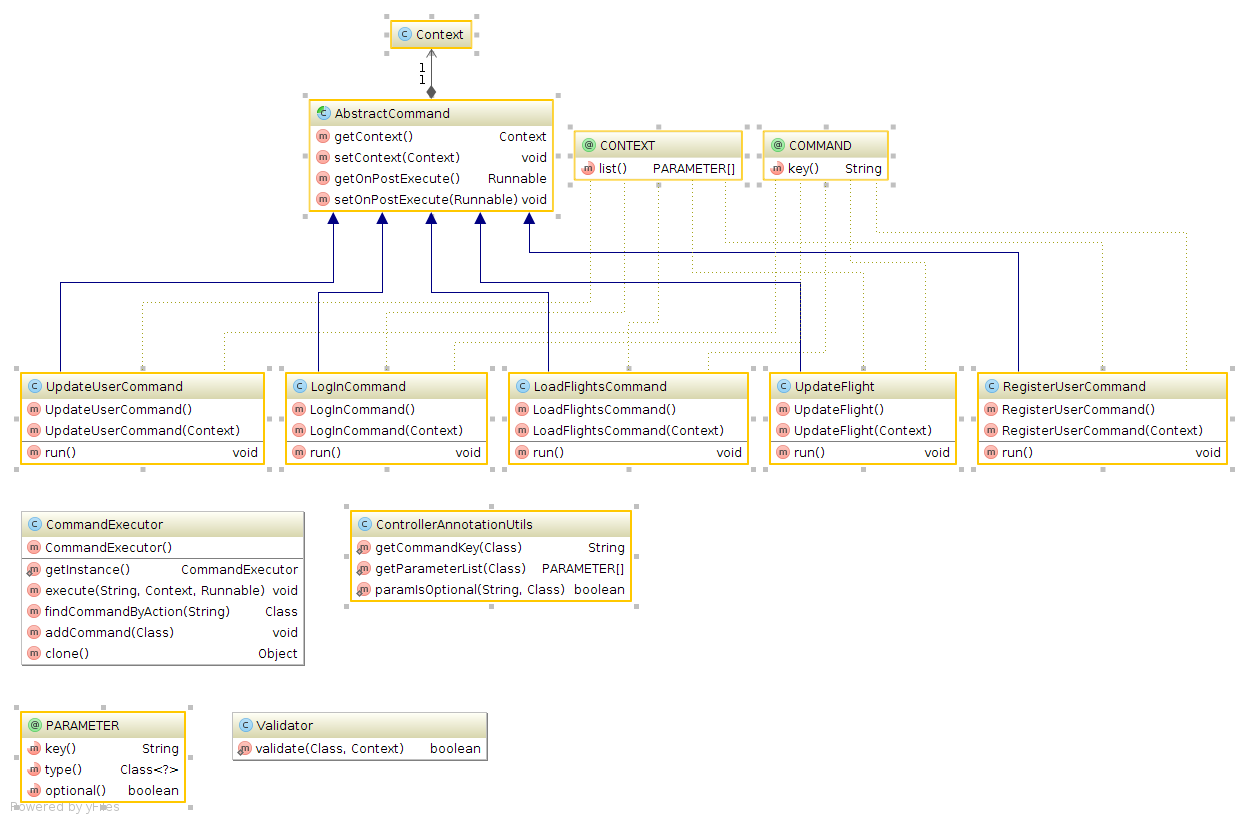 Context
1
1
AbstractCommand
getContext() Context
setContext(Context) void
getOnPostExecute() Runnable
setOnPostExecute(Runnable) void
CONTEXT
list() PARAMETER[]
COMMAND
key() String
UpdateUserCommand
UpdateUserCommand()
UpdateUserCommand(Context)
run() void
LogInCommand
LogInCommand()
LogInCommand(Context)
run() void
LoadFlightsCommand
LoadFlightsCommand()
LoadFlightsCommand(Context)
run() void
UpdateFlight
UpdateFlight()
UpdateFlight(Context)
run() void
RegisterUserCommand
RegisterUserCommand()
RegisterUserCommand(Context)
run() void
CommandExecutor
CommandExecutor()
getInstance() CommandExecutor
execute(String, Context, Runnable) void
findCommandByAction(String) Class
addCommand(Class) void
clone() Object
ControllerAnnotationUtils
getCommandKey(Class) String
getParameterList(Class) PARAMETER[]
paramIsOptional(String, Class) boolean
PARAMETER
key() String
type() Class<?>
optional() boolean
Validator
validate(Class, Context) boolean
Powered by yFiles